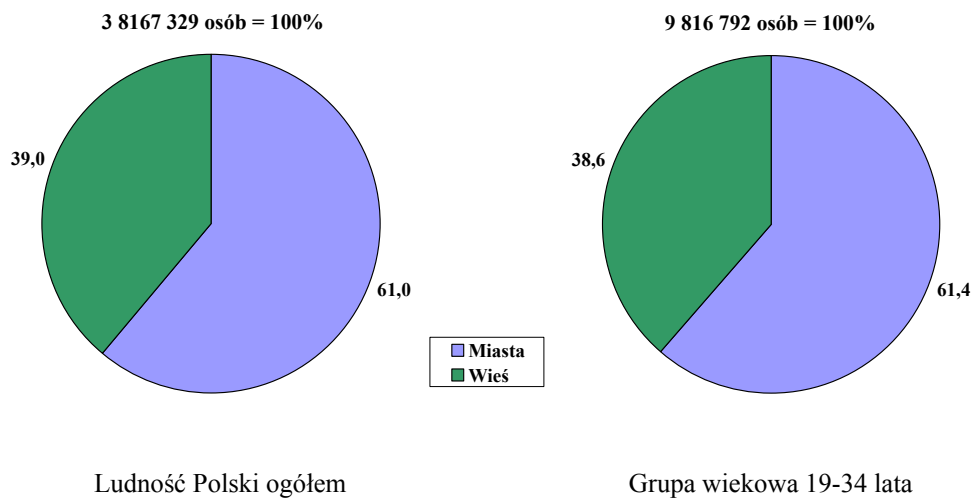 3 8167 329 osób = 100%
9 816 792 osób = 100%
39,0
61,0
38,6
61,4
Miasta
Wieś
Ludność Polski ogółem
Grupa wiekowa 19-34 lata